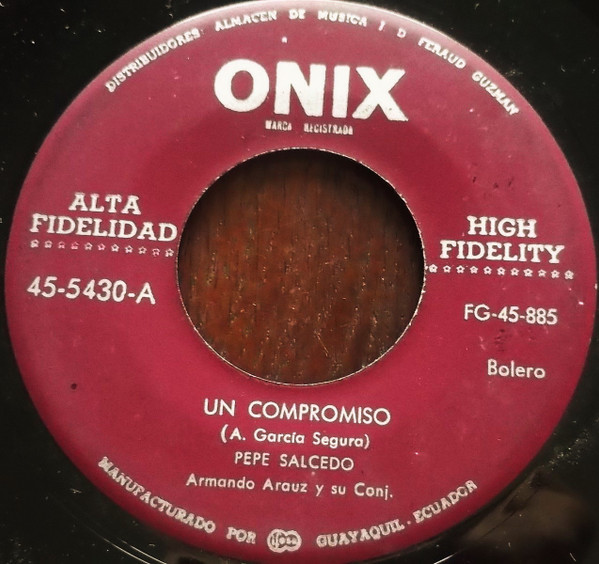 DISTRIBUIDORES: ALMACEN DE MUSICA J D FERAUD GUZMAN
ONIX
MARCA REGISTRADA
ALTA
FIDELIDAD
45-5430-A
HIGH
FIDELITY
FG-45-885
Bolero
UN COMPROMISO
(A. García Segura)
PEPE SALCEDO
Armando Arauz y su Conj.
MANUFACTURADO POR ifesa GUAYAQUIL - ECUADOR